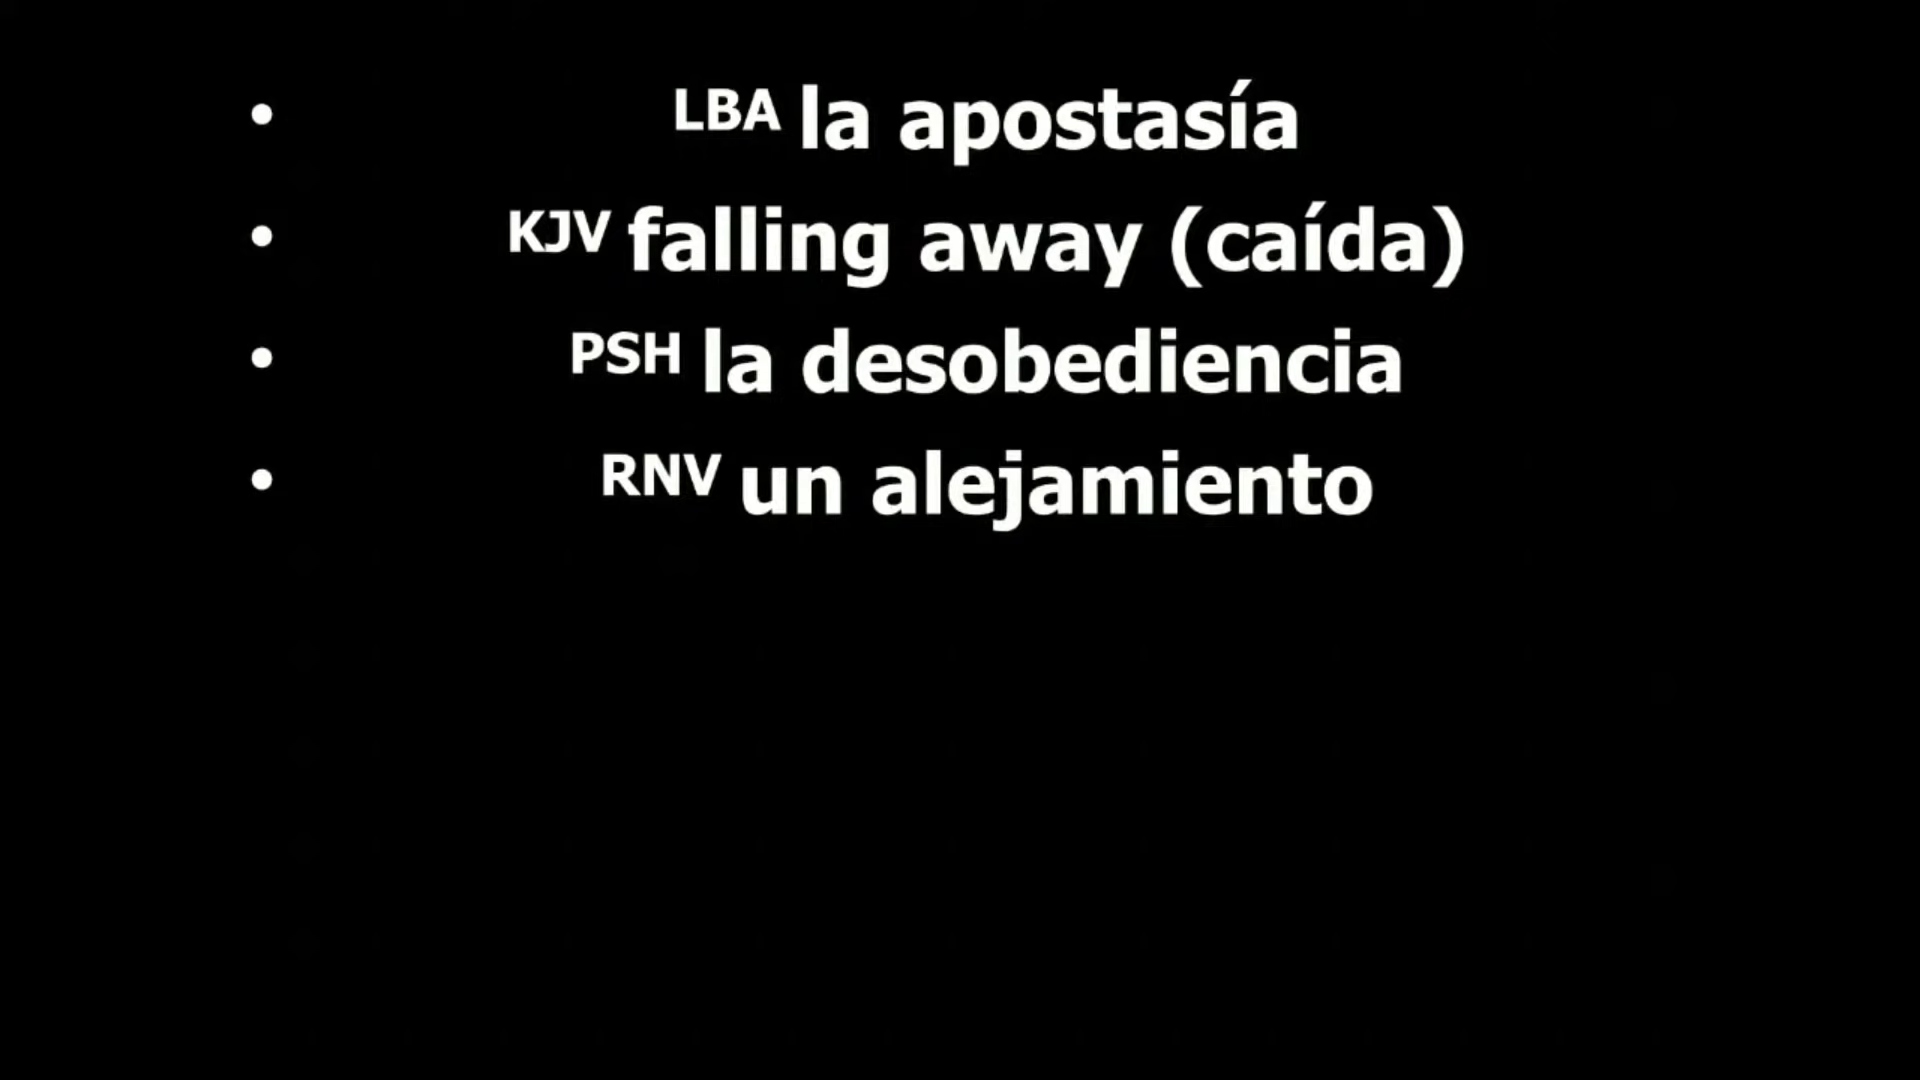 • LBA la apostasía
• KJV falling away (caída)
• PSH la desobediencia
• RNV un alejamiento